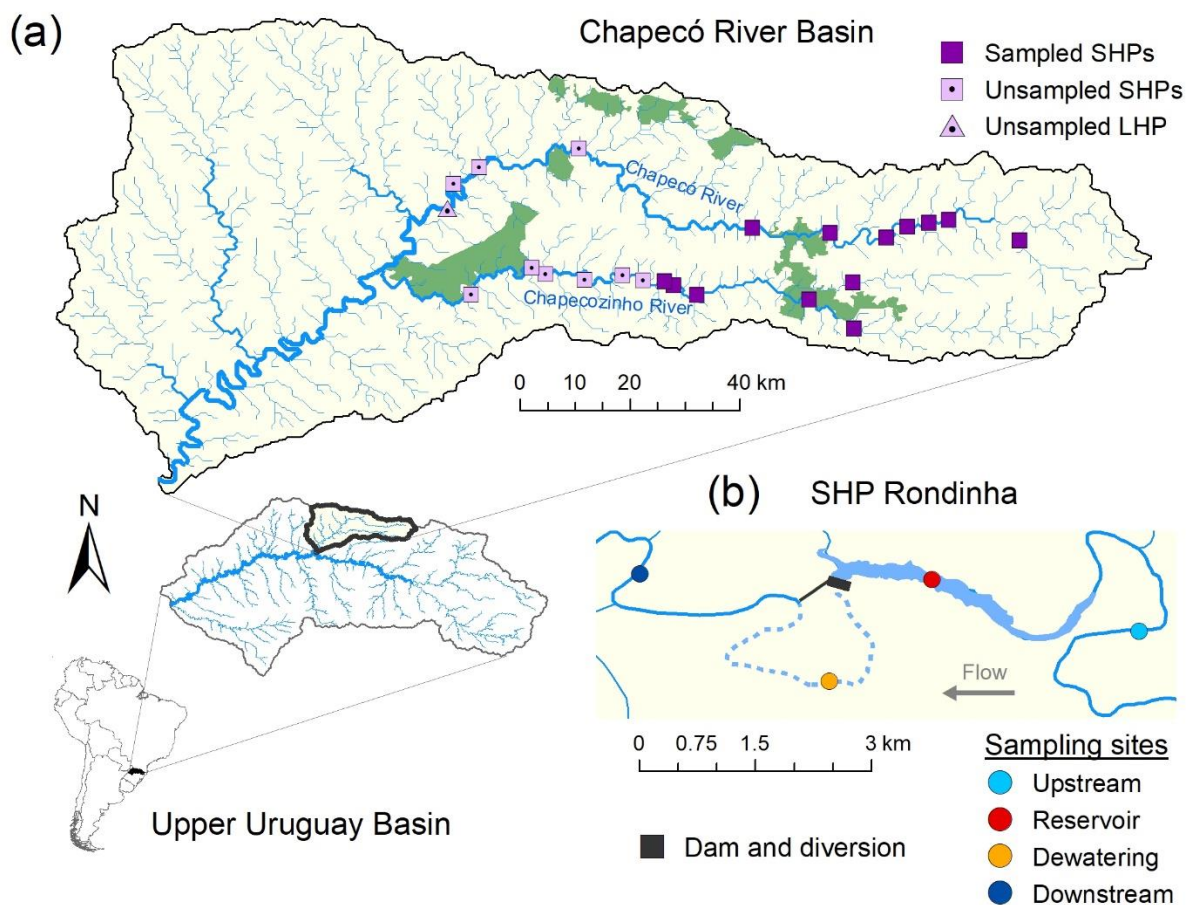 (a)
Chapecó River Basin
Sampled SHPs
Unsampled SHPs
Unsampled LHP
Chapecó River
Chapecozinho River
0 10 20 40 km
N
(b) SHP Rondinha
Flow
0 0.75 1.5 3 km
Sampling sites
Upstream
Reservoir
Dewatering
Downstream
Dam and diversion
Upper Uruguay Basin